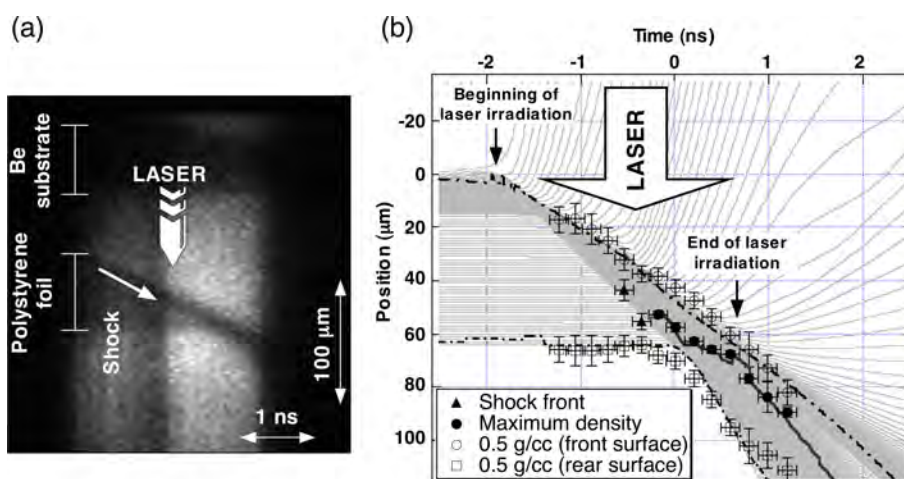 (a)
Be
substrate
LASER
Polystyrene
foil
Shock
100 μm
1 ns
(b)
Time (ns)
-2
-1
0
1
2
Beginning of
laser irradiation
LASER
End of laser
irradiation
Position (μm)
-20
0
20
40
60
80
100
Shock front
Maximum density
0.5 g/cc (front surface)
0.5 g/cc (rear surface)